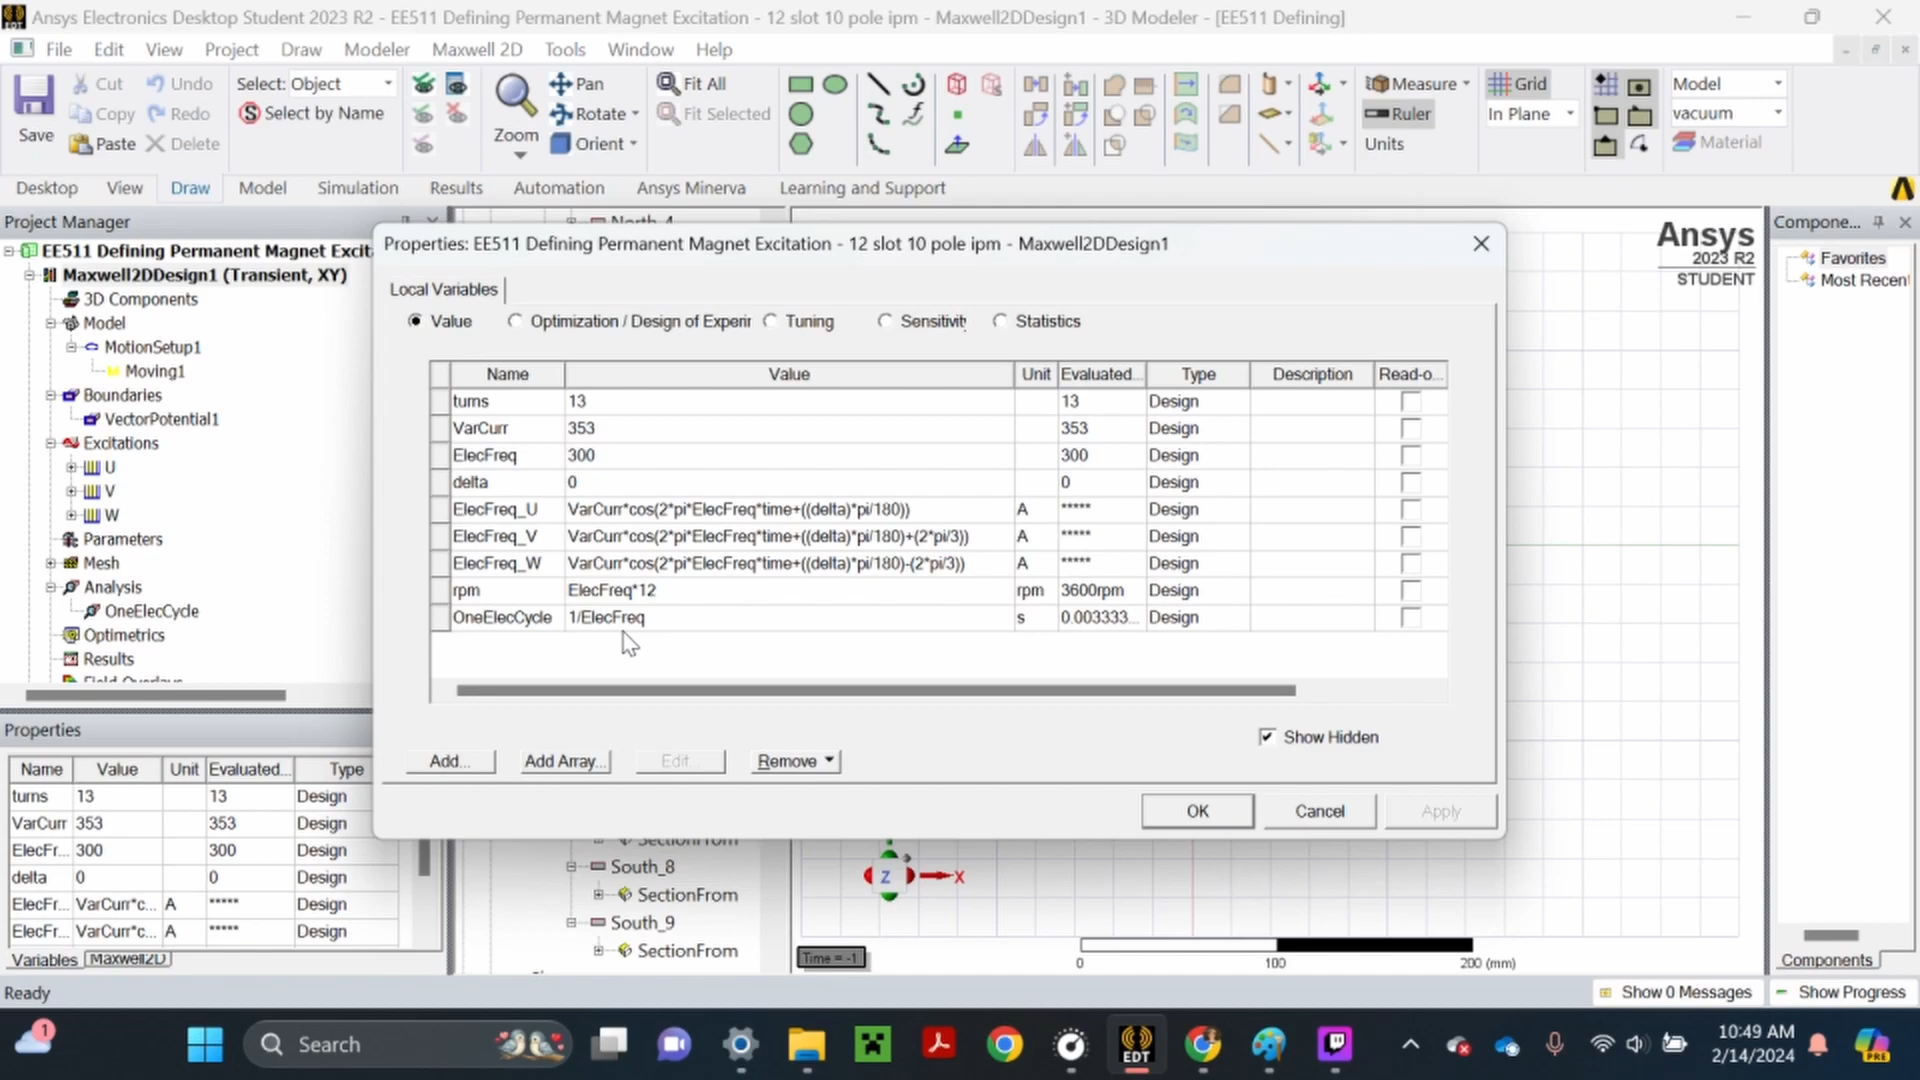 Ansys Electronics Desktop Student 2023 R2 - EE511 Defining Permanent Magnet Excitation - 12 slot 10 pole ipm - Maxwell2DDesign1 - 3D Modeler - [EE511 Defining]
File Edit View Project Draw Modeler Maxwell 2D Tools Window Help
Save Cut Undo Select: Object
Copy Redo Select by Name
Paste Delete
Zoom Pan Fit All
Rotate Fit Selected
Orient
Measure Grid Model
Ruler In Plane vacuum
Units Material
Desktop View Draw Model Simulation Results Automation Ansys Minerva Learning and Support
Project Manager
EE511 Defining Permanent Magnet Excita
Maxwell2DDesign1 (Transient, XY)
3D Components
Model
MotionSetup1
Moving1
Boundaries
VectorPotential1
Excitations
U
V
W
Parameters
Mesh
Analysis
OneElecCycle
Optimetrics
Results
Field Overlays
Properties
Name Value Unit Evaluated... Type
turns 13 13 Design
VarCurr 353 353 Design
ElecFr... 300 300 Design
delta 0 0 Design
ElecFr... VarCurr*c... A ***** Design
ElecFr... VarCurr*c... A ***** Design
Variables Maxwell2D
North_4
Properties: EE511 Defining Permanent Magnet Excitation - 12 slot 10 pole ipm - Maxwell2DDesign1
Local Variables
Value Optimization / Design of Experir Tuning Sensitivity Statistics
Name Value Unit Evaluated... Type Description Read-o...
turns 13 13 Design
VarCurr 353 353 Design
ElecFreq 300 300 Design
delta 0 0 Design
ElecFreq_U VarCurr*cos(2*pi*ElecFreq*time+((delta)*pi/180)) A ***** Design
ElecFreq_V VarCurr*cos(2*pi*ElecFreq*time+((delta)*pi/180)+(2*pi/3)) A ***** Design
ElecFreq_W VarCurr*cos(2*pi*ElecFreq*time+((delta)*pi/180)-(2*pi/3)) A ***** Design
rpm ElecFreq*12 rpm 3600rpm Design
OneElecCycle 1/ElecFreq s 0.003333... Design
Show Hidden
Add... Add Array... Edit... Remove
OK Cancel Apply
SectionFrom
South_8
SectionFrom
South_9
SectionFrom
Z X
Time = -1
0 100 200 (mm)
Ansys
2023 R2
STUDENT
Compone...
Favorites
Most Recent
Components
Ready
Show 0 Messages Show Progress
1
Search
EDT
10:49 AM
2/14/2024
PRE